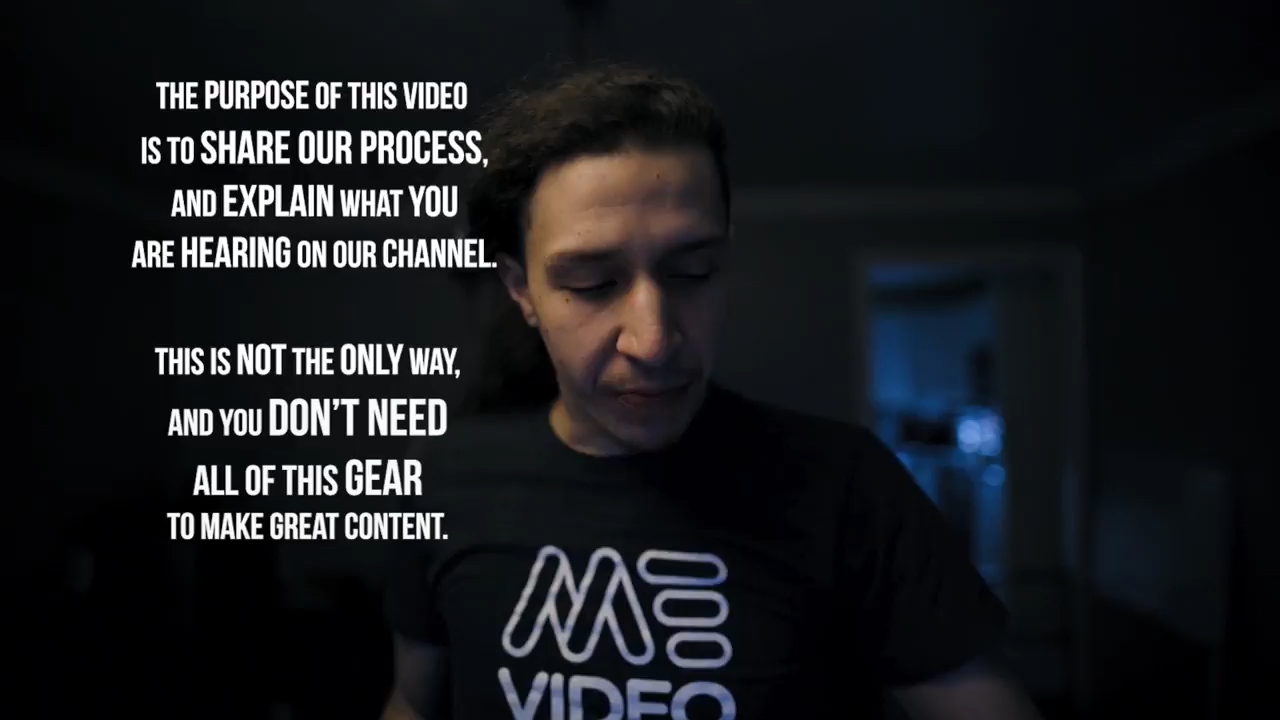 THE PURPOSE OF THIS VIDEO
IS TO SHARE OUR PROCESS,
AND EXPLAIN WHAT YOU
ARE HEARING ON OUR CHANNEL.
THIS IS NOT THE ONLY WAY,
AND YOU DON'T NEED
ALL OF THIS GEAR
TO MAKE GREAT CONTENT.
ME
VIDEO